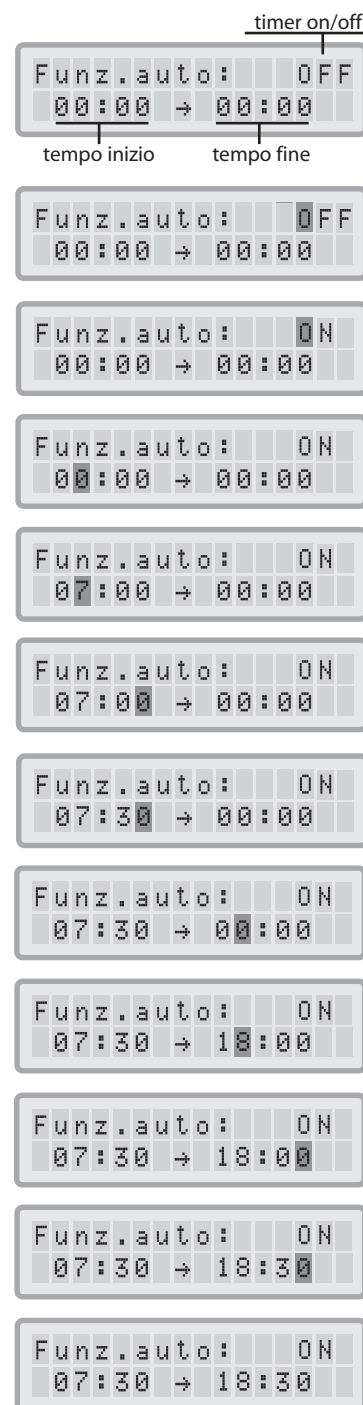 timer on/off
Funz.auto: OFF
00:00 → 00:00
tempo inizio tempo fine
Funz.auto: OFF
00:00 → 00:00
Funz.auto: ON
00:00 → 00:00
Funz.auto: ON
00:00 → 00:00
Funz.auto: ON
07:00 → 00:00
Funz.auto: ON
07:00 → 00:00
Funz.auto: ON
07:30 → 00:00
Funz.auto: ON
07:30 → 00:00
Funz.auto: ON
07:30 → 18:00
Funz.auto: ON
07:30 → 18:00
Funz.auto: ON
07:30 → 18:30
Funz.auto: ON
07:30 → 18:30